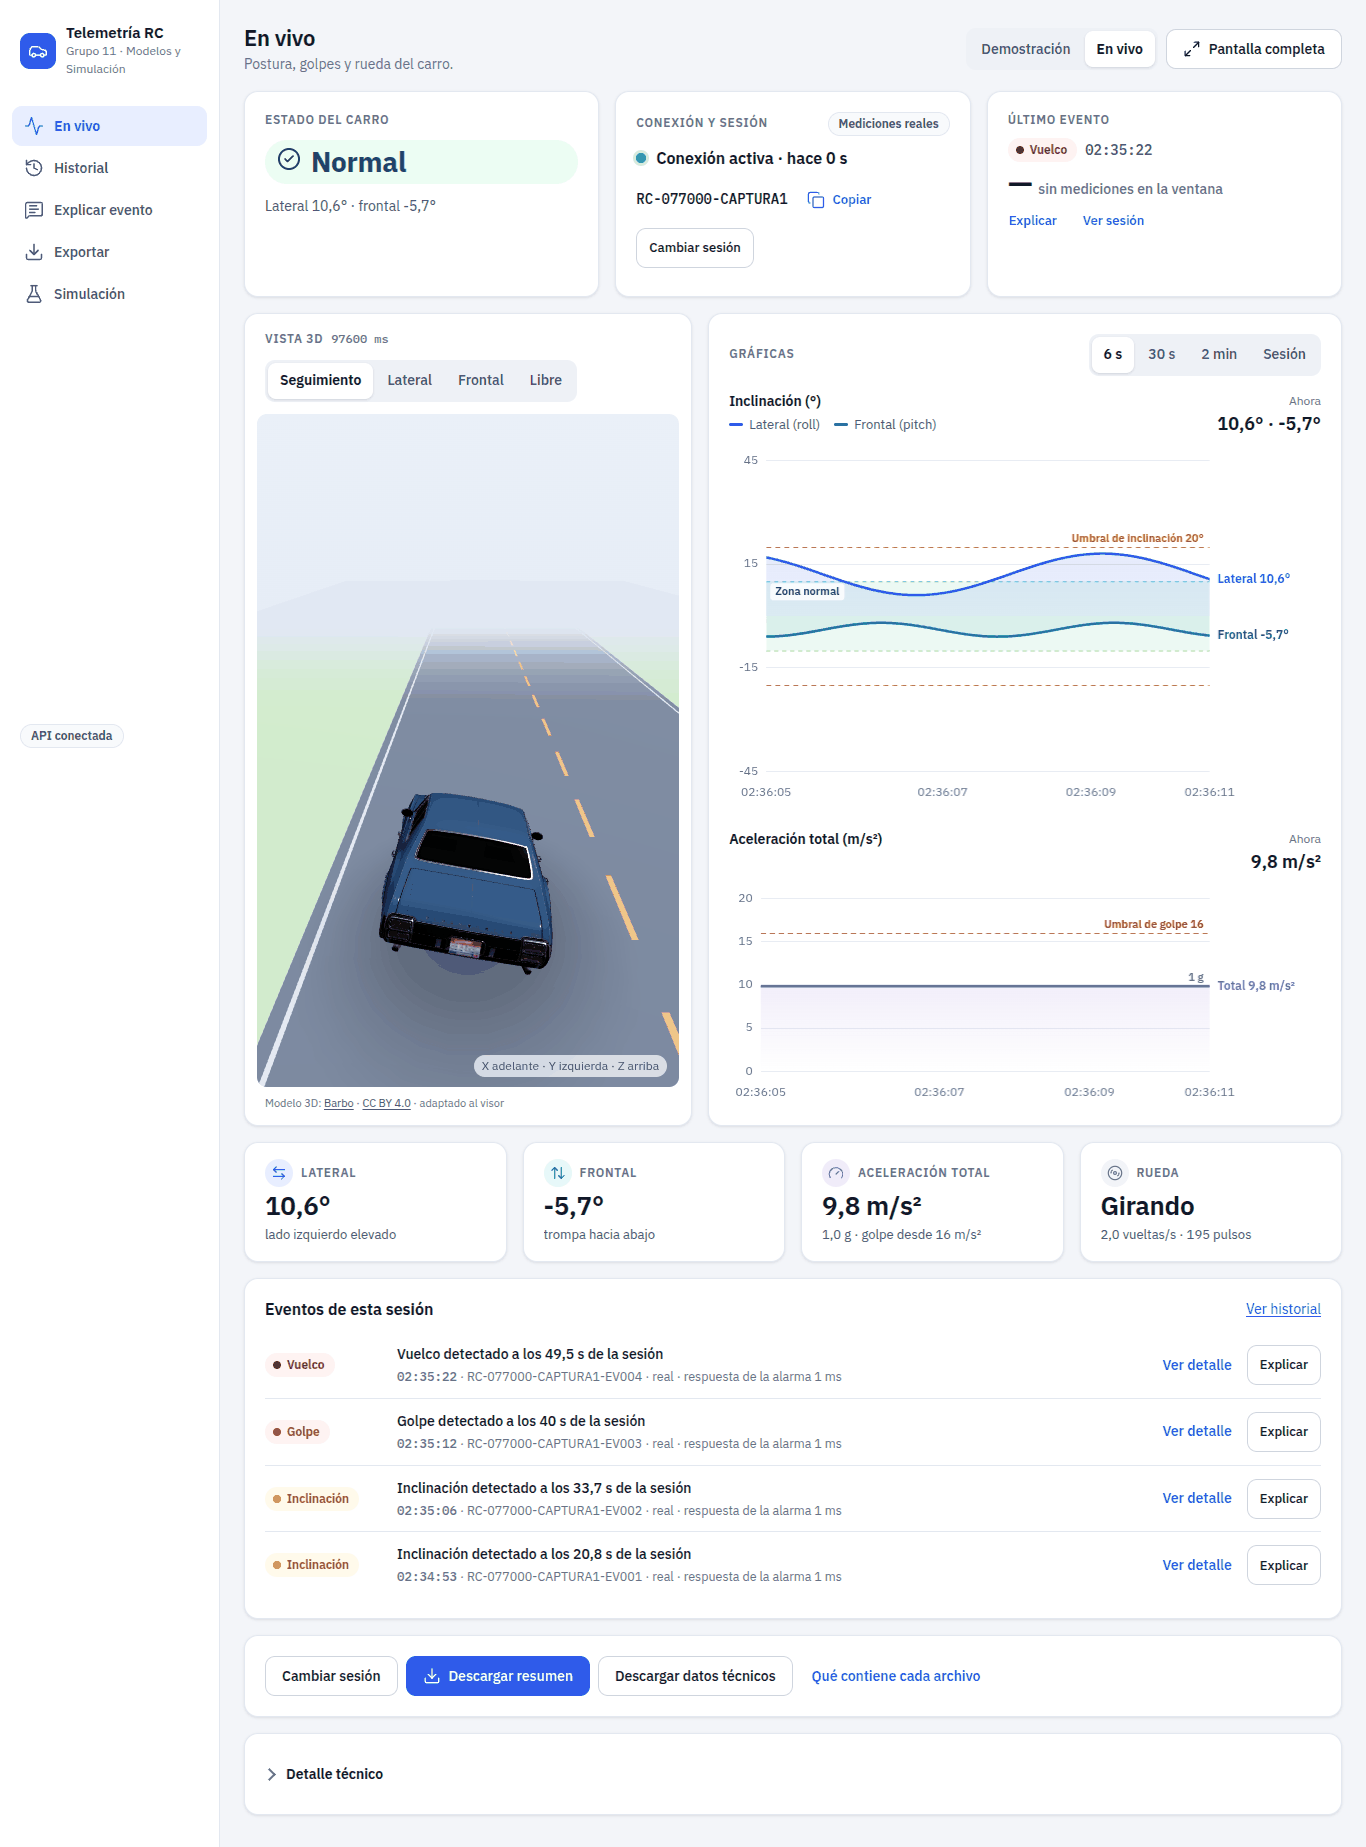 Telemetría RC
Grupo 11 · Modelos y
Simulación
En vivo
Historial
Explicar evento
Exportar
Simulación
API conectada
En vivo
Postura, golpes y rueda del carro.
Demostración
En vivo
Pantalla completa
ESTADO DEL CARRO
Normal
Lateral 10,6° · frontal -5,7°
CONEXIÓN Y SESIÓN
Mediciones reales
Conexión activa · hace 0 s
RC-077000-CAPTURA1
Copiar
Cambiar sesión
ÚLTIMO EVENTO
Vuelco 02:35:22
— sin mediciones en la ventana
Explicar
Ver sesión
VISTA 3D 97600 ms
Seguimiento
Lateral
Frontal
Libre
X adelante · Y izquierda · Z arriba
Modelo 3D: Barbo · CC BY 4.0 · adaptado al visor
GRÁFICAS
6 s
30 s
2 min
Sesión
Inclinación (°)
Lateral (roll)
Frontal (pitch)
Ahora
10,6° · -5,7°
45
Umbral de inclinación 20°
15
Zona normal
Lateral 10,6°
Frontal -5,7°
-15
-45
02:36:05
02:36:07
02:36:09
02:36:11
Aceleración total (m/s²)
Ahora
9,8 m/s²
20
Umbral de golpe 16
15
1 g
10
Total 9,8 m/s²
5
0
02:36:05
02:36:07
02:36:09
02:36:11
LATERAL
10,6°
lado izquierdo elevado
FRONTAL
-5,7°
trompa hacia abajo
ACELERACIÓN TOTAL
9,8 m/s²
1,0 g · golpe desde 16 m/s²
RUEDA
Girando
2,0 vueltas/s · 195 pulsos
Eventos de esta sesión
Ver historial
Vuelco
Vuelco detectado a los 49,5 s de la sesión
02:35:22 · RC-077000-CAPTURA1-EV004 · real · respuesta de la alarma 1 ms
Ver detalle
Explicar
Golpe
Golpe detectado a los 40 s de la sesión
02:35:12 · RC-077000-CAPTURA1-EV003 · real · respuesta de la alarma 1 ms
Ver detalle
Explicar
Inclinación
Inclinación detectado a los 33,7 s de la sesión
02:35:06 · RC-077000-CAPTURA1-EV002 · real · respuesta de la alarma 1 ms
Ver detalle
Explicar
Inclinación
Inclinación detectado a los 20,8 s de la sesión
02:34:53 · RC-077000-CAPTURA1-EV001 · real · respuesta de la alarma 1 ms
Ver detalle
Explicar
Cambiar sesión
Descargar resumen
Descargar datos técnicos
Qué contiene cada archivo
Detalle técnico